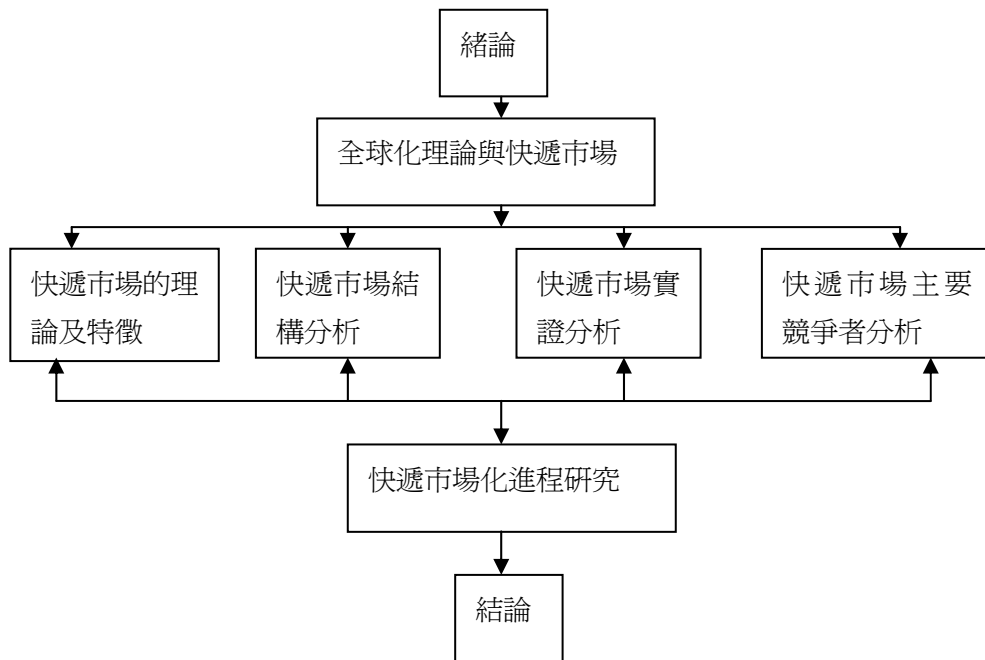 緒論
全球化理論與快遞市場
快遞市場的理
論及特徵
快遞市場結
構分析
快遞市場實
證分析
快遞市場主要
競爭者分析
快遞市場化進程研究
結論